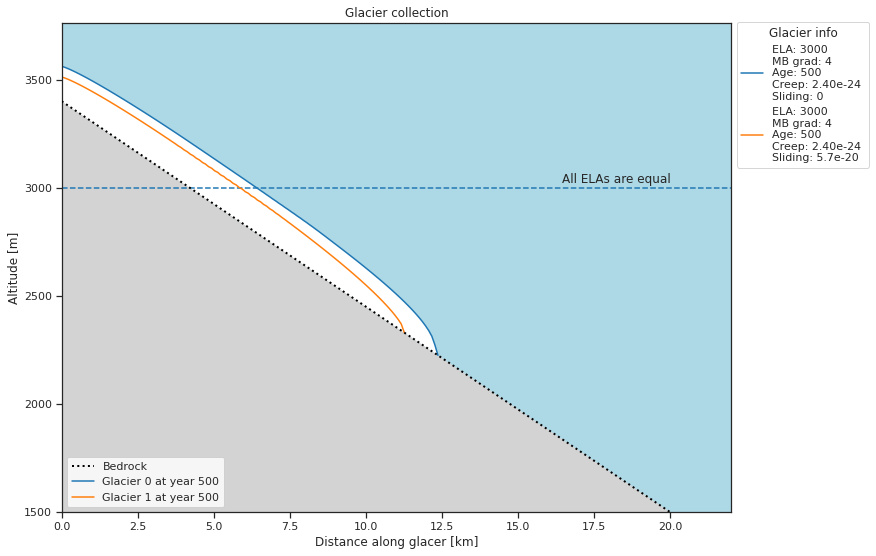 Glacier collection
Glacier info
ELA: 3000
MB grad: 4
Age: 500
Creep: 2.40e-24
Sliding: 0
ELA: 3000
MB grad: 4
Age: 500
Creep: 2.40e-24
Sliding: 5.7e-20
Altitude [m]
3500
3000
2500
2000
1500
All ELAs are equal
Bedrock
Glacier 0 at year 500
Glacier 1 at year 500
0.0 2.5 5.0 7.5 10.0 12.5 15.0 17.5 20.0
Distance along glacer [km]